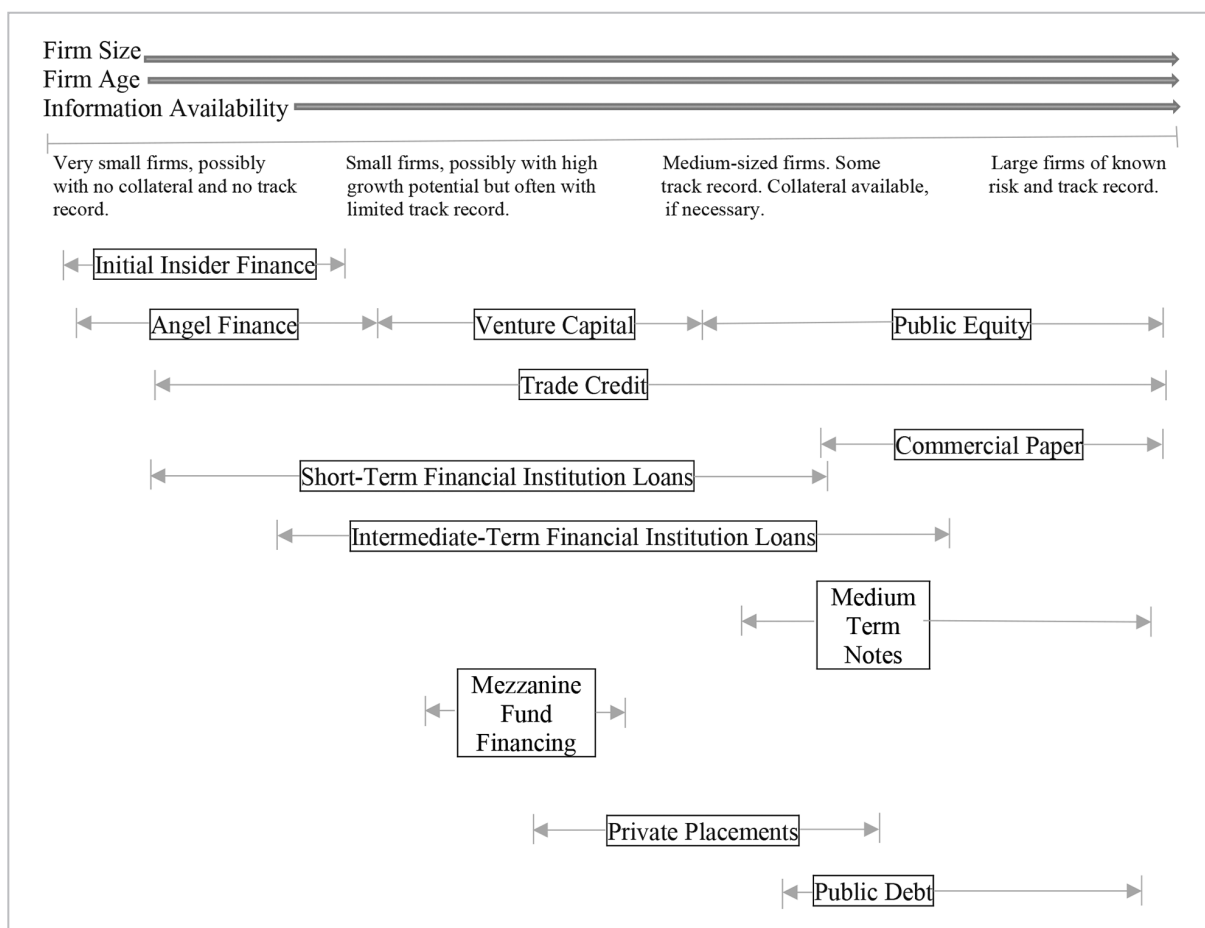 Firm Size
Firm Age
Information Availability
Very small firms, possibly
with no collateral and no track
record.
Small firms, possibly with high
growth potential but often with
limited track record.
Medium-sized firms. Some
track record. Collateral available,
if necessary.
Large firms of known
risk and track record.
Initial Insider Finance
Angel Finance
Venture Capital
Public Equity
Trade Credit
Commercial Paper
Short-Term Financial Institution Loans
Intermediate-Term Financial Institution Loans
Medium
Term
Notes
Mezzanine
Fund
Financing
Private Placements
Public Debt